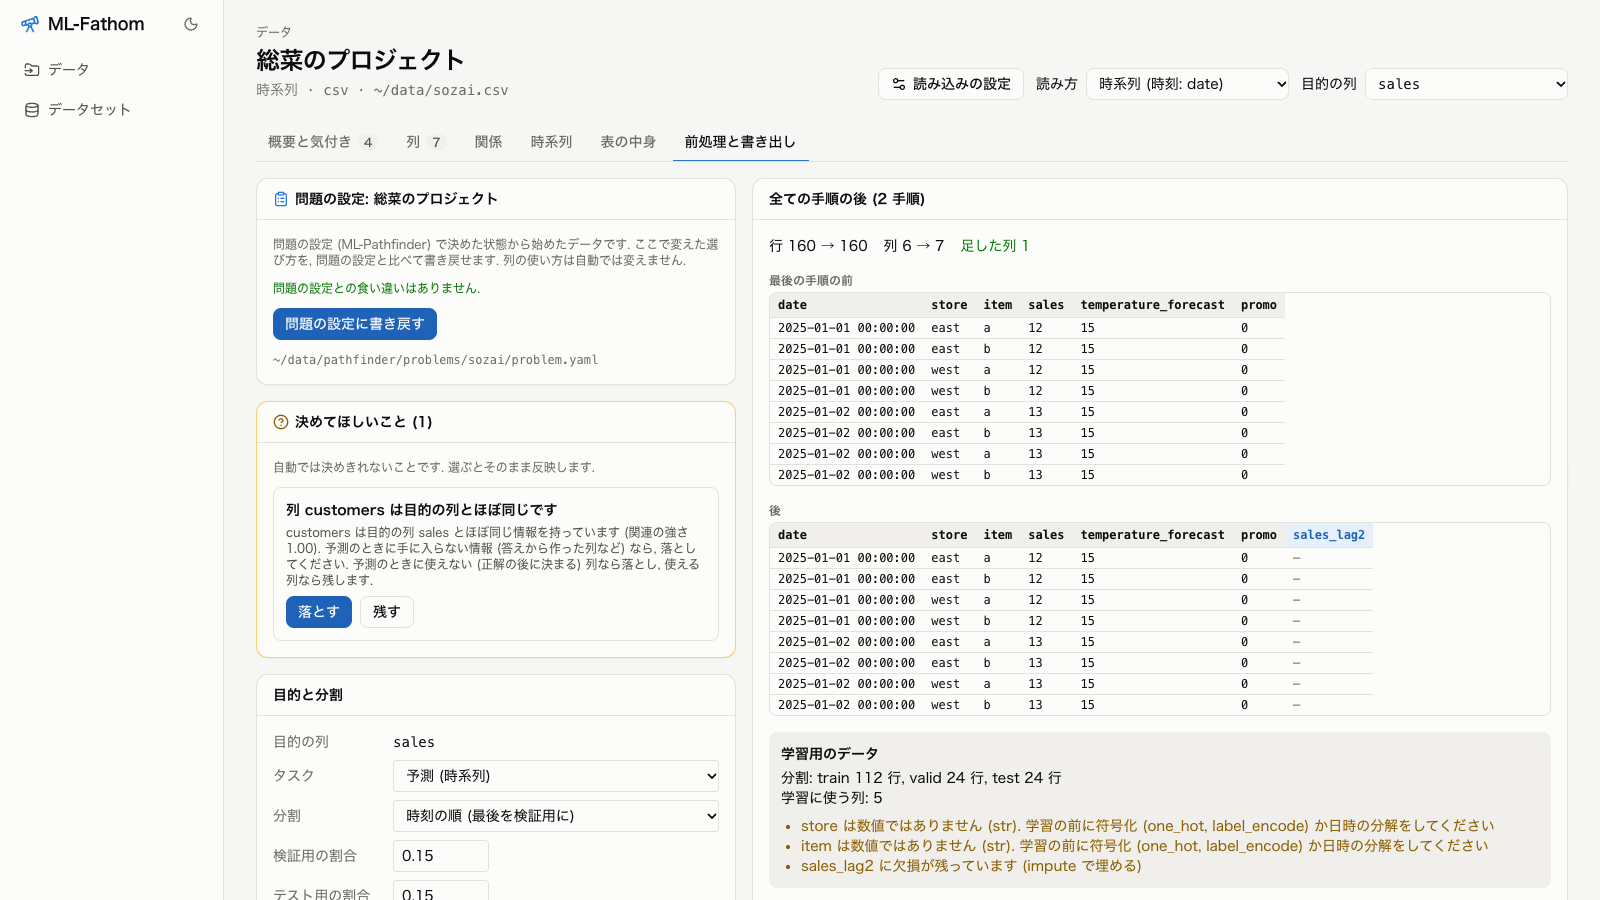 ML-Fathom
データ
データセット
データ
総菜のプロジェクト
時系列 · csv · ~/data/sozai.csv
読み込みの設定
読み方
時系列 (時刻: date)
目的の列
sales
概要と気付き 4
列 7
関係
時系列
表の中身
前処理と書き出し
問題の設定: 総菜のプロジェクト
問題の設定 (ML-Pathfinder) で決めた状態から始めたデータです. ここで変えた選
び方を, 問題の設定と比べて書き戻せます. 列の使い方は自動では変えません.
問題の設定との食い違いはありません.
問題の設定に書き戻す
~/data/pathfinder/problems/sozai/problem.yaml
決めてほしいこと (1)
自動では決めきれないことです. 選ぶとそのまま反映します.
列 customers は目的の列とほぼ同じです
customers は目的の列 sales とほぼ同じ情報を持っています (関連の強さ
1.00). 予測のときに手に入らない情報 (答えから作った列など) なら, 落とし
てください. 予測のときに使えない (正解の後に決まる) 列なら落とし, 使える
列なら残します.
落とす
残す
目的と分割
目的の列 sales
タスク 予測 (時系列)
分割 時刻の順 (最後を検証用に)
検証用の割合 0.15
テスト用の割合 0.15
全ての手順の後 (2 手順)
行 160 → 160 列 6 → 7 足した列 1
最後の手順の前
date store item sales temperature_forecast promo
2025-01-01 00:00:00 east a 12 15 0
2025-01-01 00:00:00 east b 12 15 0
2025-01-01 00:00:00 west a 12 15 0
2025-01-01 00:00:00 west b 12 15 0
2025-01-02 00:00:00 east a 13 15 0
2025-01-02 00:00:00 east b 13 15 0
2025-01-02 00:00:00 west a 13 15 0
2025-01-02 00:00:00 west b 13 15 0
後
date store item sales temperature_forecast promo sales_lag2
2025-01-01 00:00:00 east a 12 15 0 —
2025-01-01 00:00:00 east b 12 15 0 —
2025-01-01 00:00:00 west a 12 15 0 —
2025-01-01 00:00:00 west b 12 15 0 —
2025-01-02 00:00:00 east a 13 15 0 —
2025-01-02 00:00:00 east b 13 15 0 —
2025-01-02 00:00:00 west a 13 15 0 —
2025-01-02 00:00:00 west b 13 15 0 —
学習用のデータ
分割: train 112 行, valid 24 行, test 24 行
学習に使う列: 5
• store は数値ではありません (str). 学習の前に符号化 (one_hot, label_encode) か日時の分解をしてください
• item は数値ではありません (str). 学習の前に符号化 (one_hot, label_encode) か日時の分解をしてください
• sales_lag2 に欠損が残っています (impute で埋める)